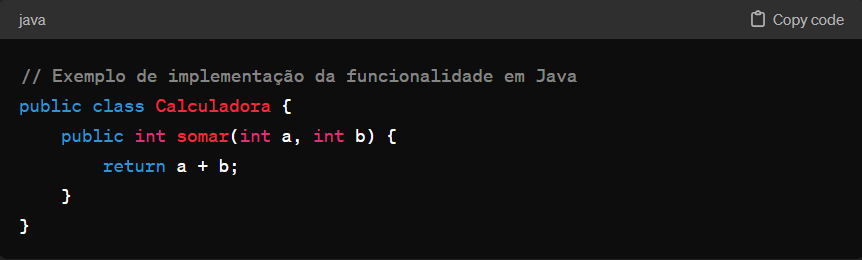 java Copy code
// Exemplo de implementação da funcionalidade em Java
public class Calculadora {
    public int somar(int a, int b) {
        return a + b;
    }
}